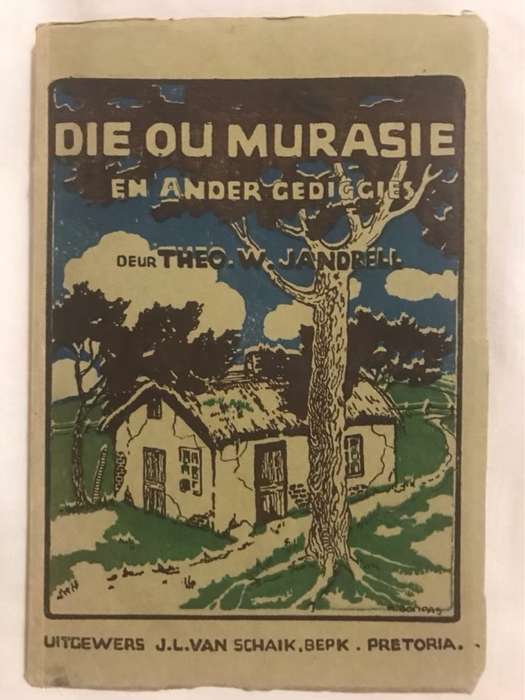 DIE OU MURASIE
EN ANDER GEDIGGIES
DEUR THEO. W. JANDRELL
UITGEWERS J.L. VAN SCHAIK, BEPK. PRETORIA.